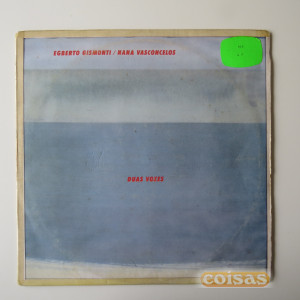 EGBERTO GISMONTI / NANA VASCONCELOS
DUAS VOZES
coisas